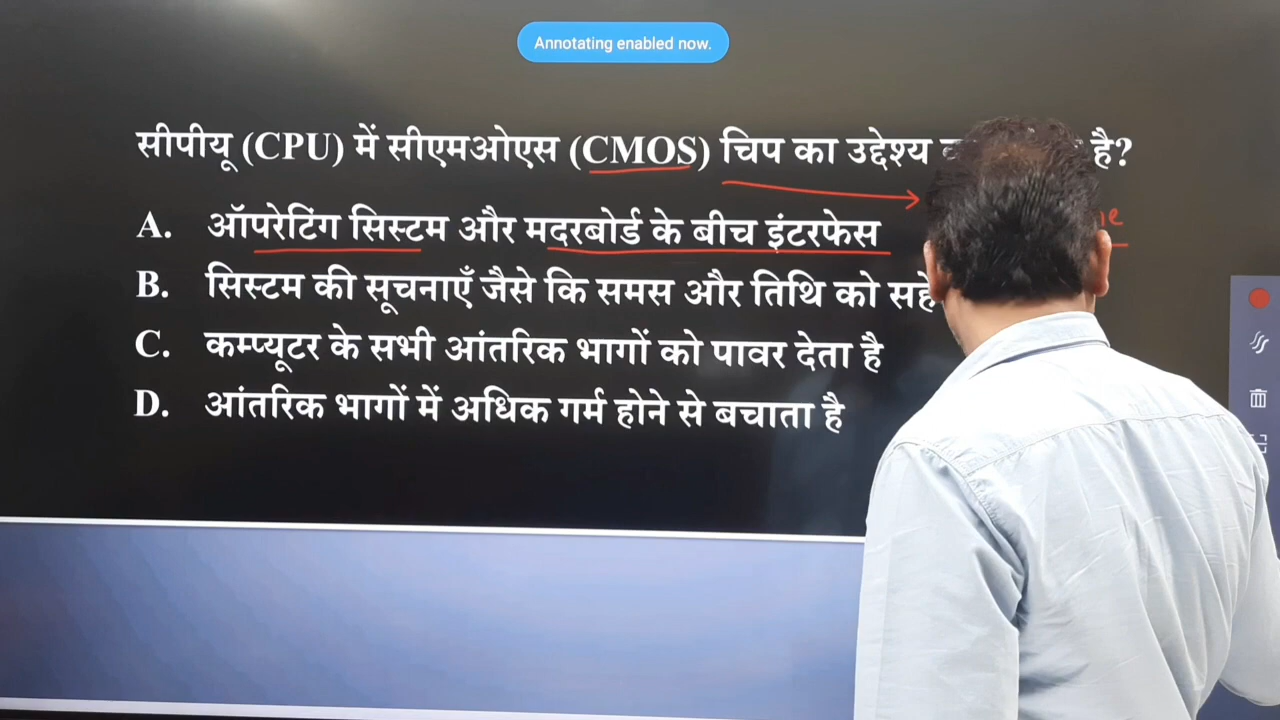 Annotating enabled now.
सीपीयू (CPU) में सीएमओएस (CMOS) चिप का उद्देश्य है?
A. ऑपरेटिंग सिस्टम और मदरबोर्ड के बीच इंटरफेस
B. सिस्टम की सूचनाएँ जैसे कि समस और तिथि को
C. कम्प्यूटर के सभी आंतरिक भागों को पावर देता है
D. आंतरिक भागों में अधिक गर्म होने से बचाता है